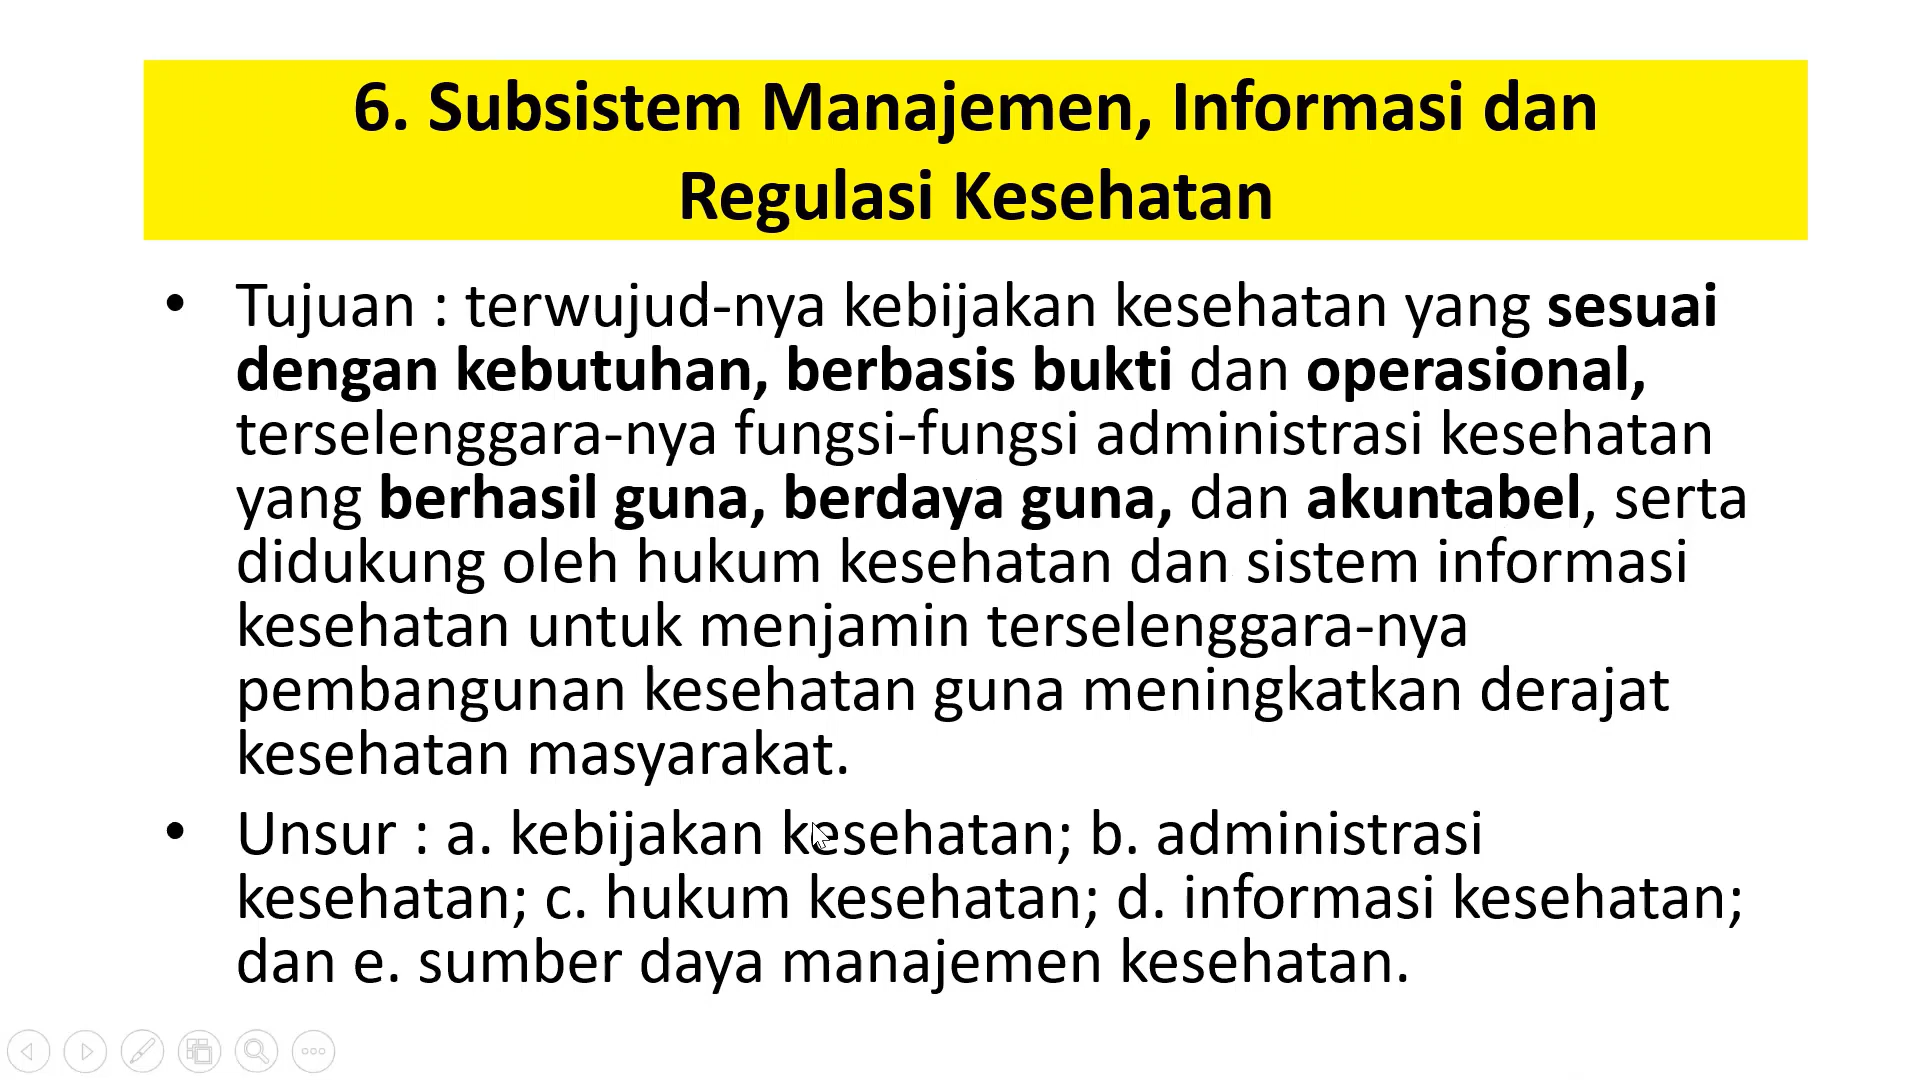 6. Subsistem Manajemen, Informasi dan
Regulasi Kesehatan
• Tujuan : terwujud-nya kebijakan kesehatan yang sesuai
dengan kebutuhan, berbasis bukti dan operasional,
terselenggara-nya fungsi-fungsi administrasi kesehatan
yang berhasil guna, berdaya guna, dan akuntabel, serta
didukung oleh hukum kesehatan dan sistem informasi
kesehatan untuk menjamin terselenggara-nya
pembangunan kesehatan guna meningkatkan derajat
kesehatan masyarakat.
• Unsur : a. kebijakan kesehatan; b. administrasi
kesehatan; c. hukum kesehatan; d. informasi kesehatan;
dan e. sumber daya manajemen kesehatan.